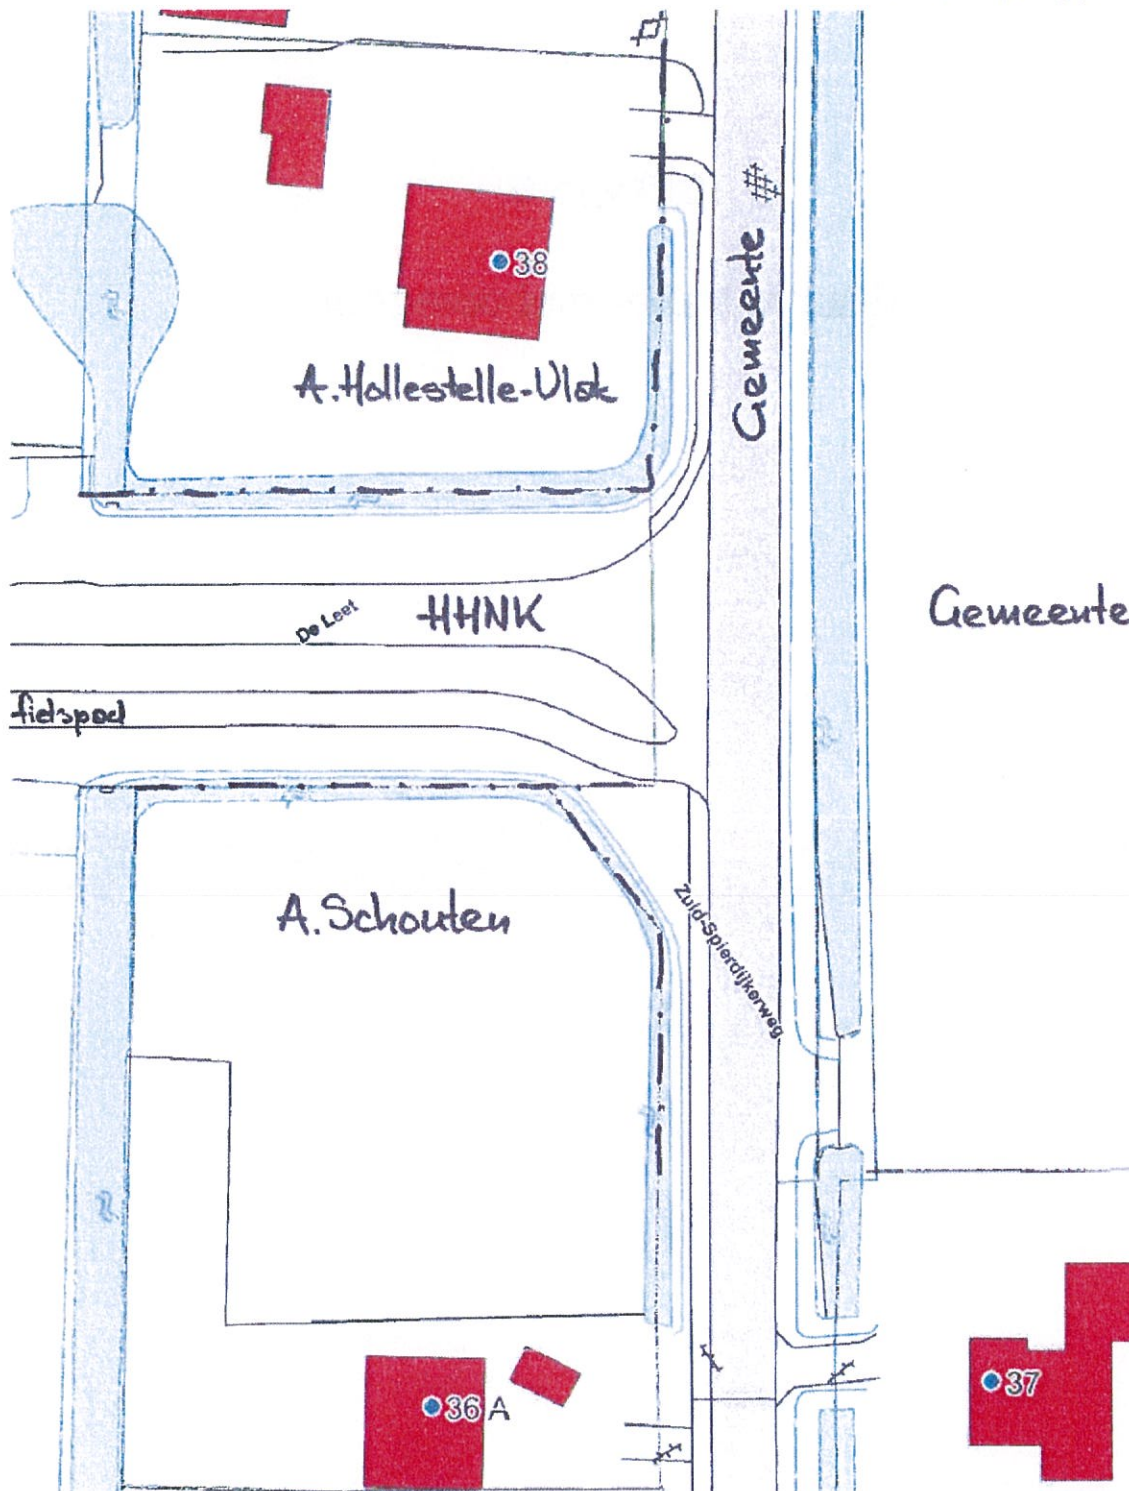 38
Gemeente
A. Hollestelle-Vlak
De Leet
HHNK
Gemeente
fietspad
A. Schouten
Zuid-Spierdijkerweg
37
36 A